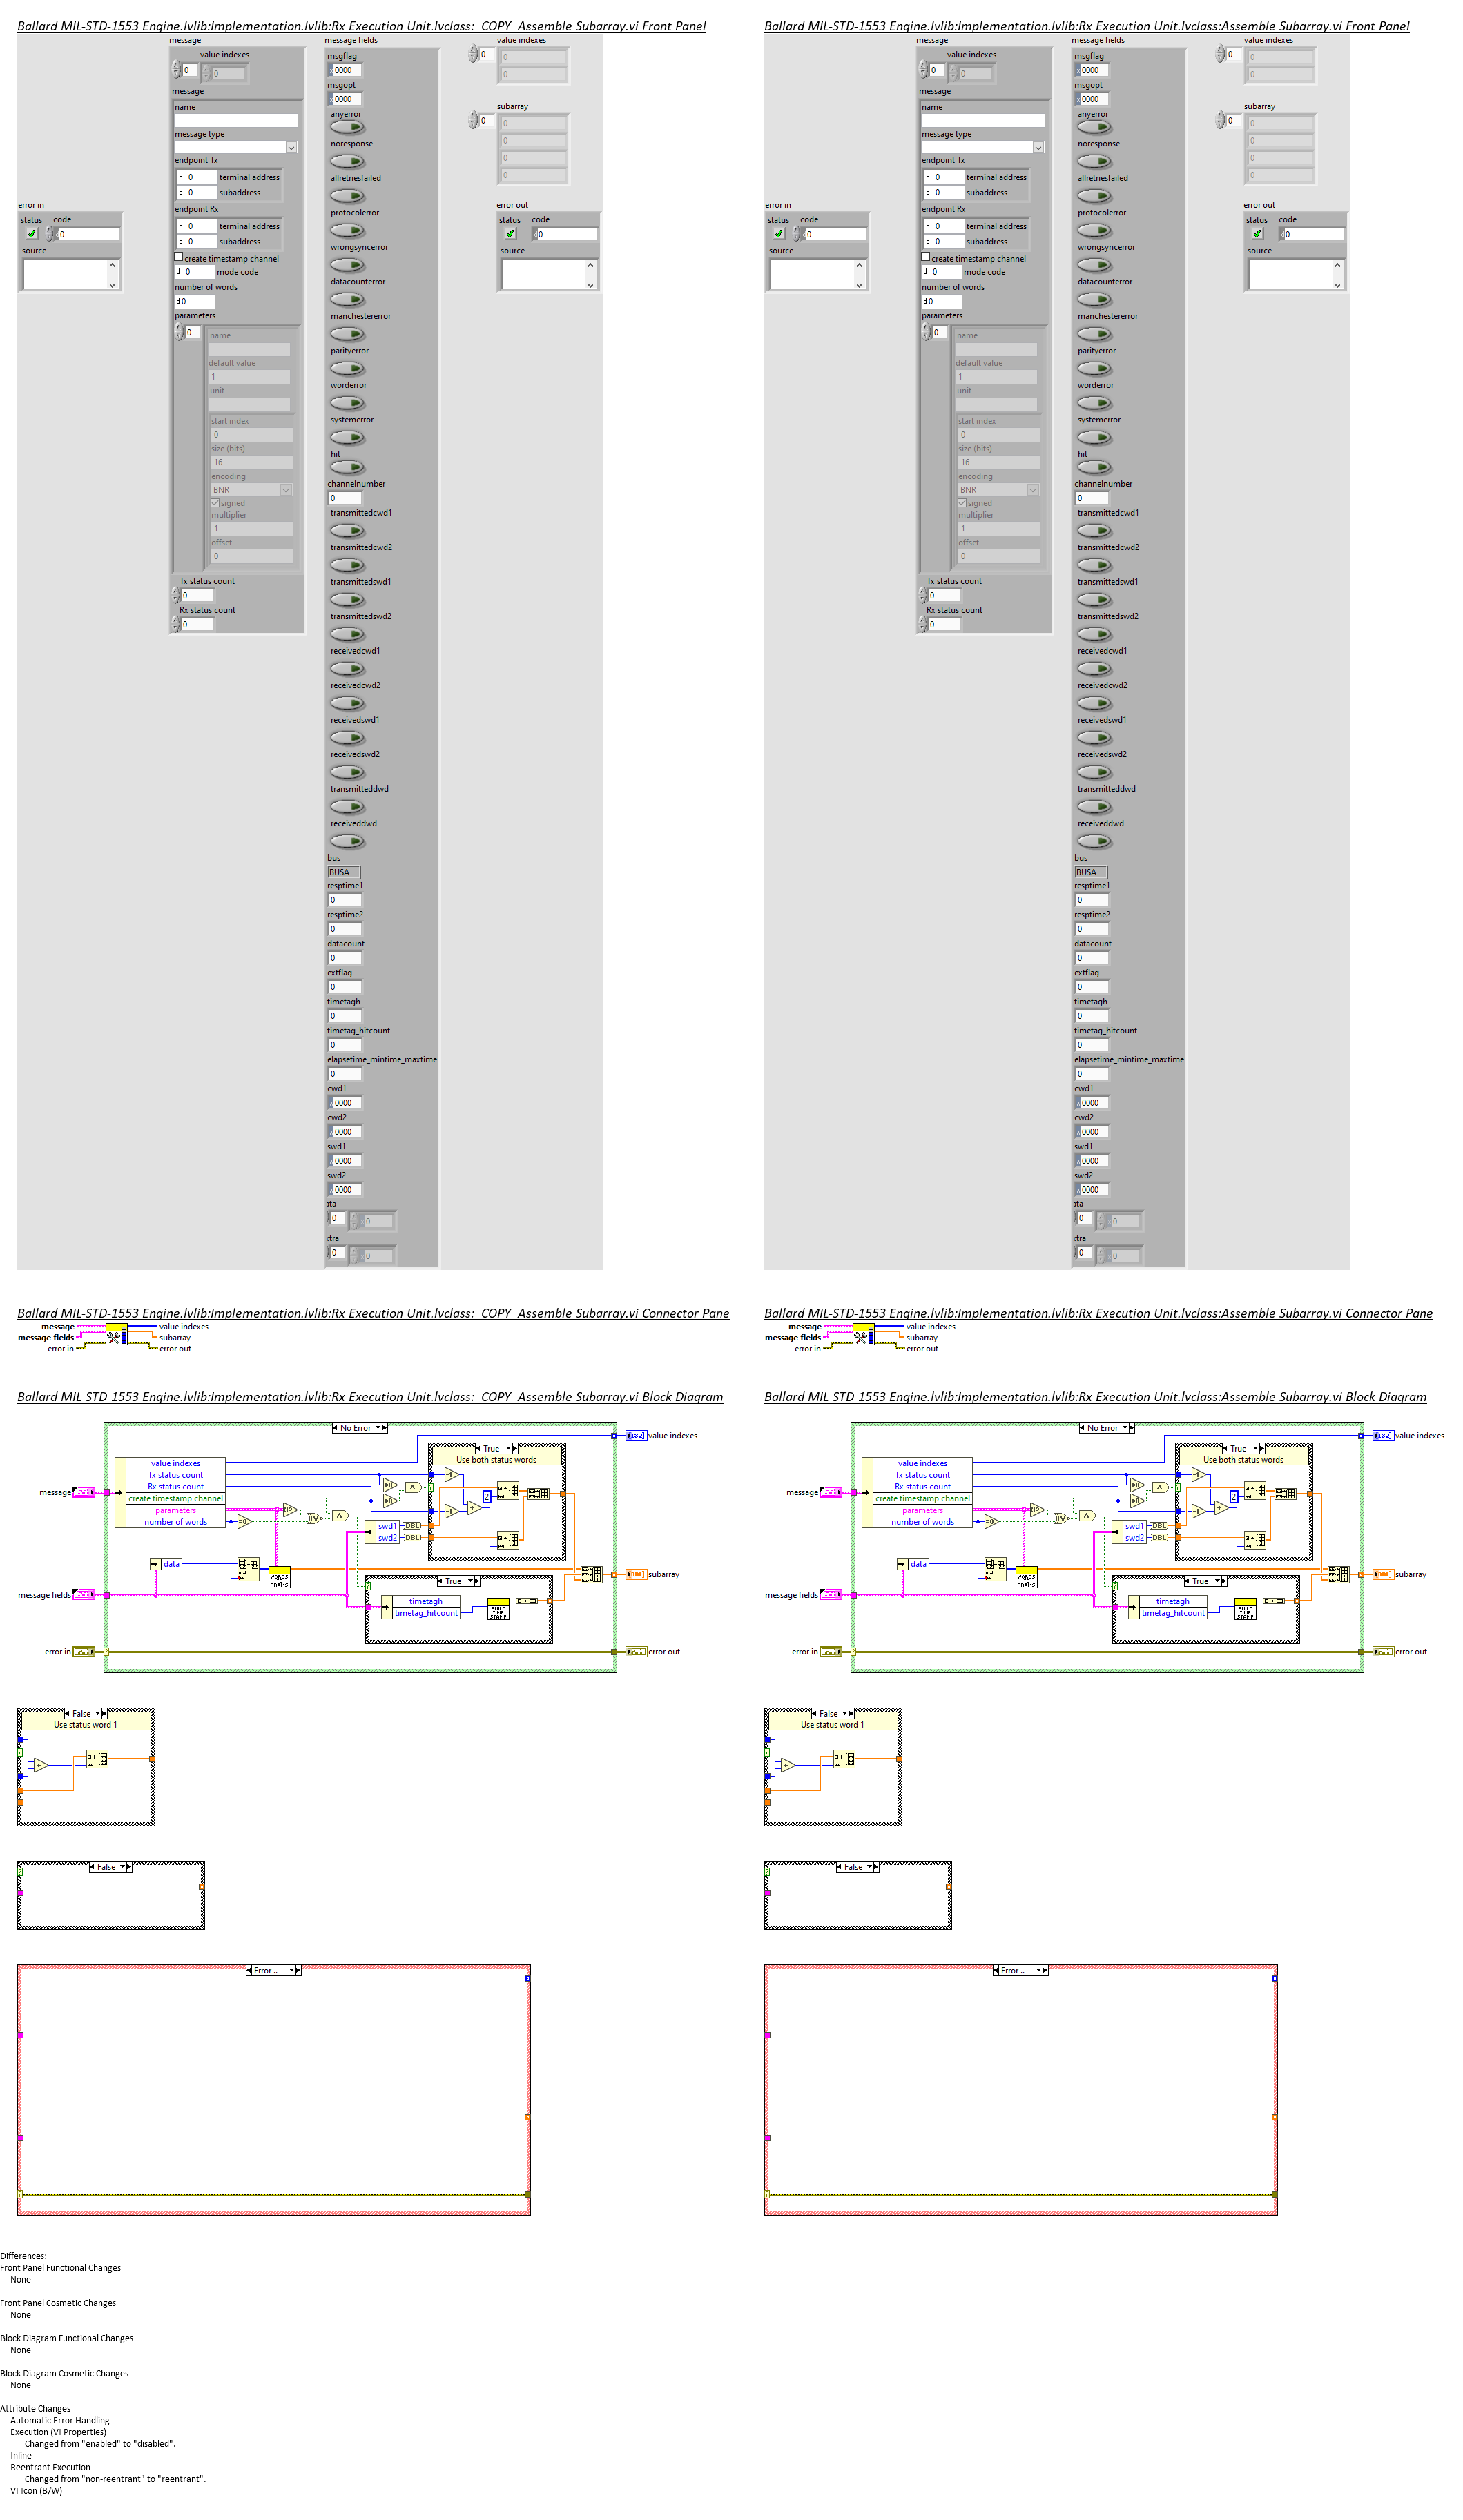 Ballard MIL-STD-1553 Engine.lvlib:Implementation.lvlib:Rx Execution Unit.lvclass:_COPY_Assemble Subarray.vi Front Panel
message
value indexes
0
0
message
name
message type
endpoint Tx
d 0 terminal address
d 0 subaddress
endpoint Rx
d 0 terminal address
d 0 subaddress
create timestamp channel
d 0 mode code
number of words
d 0
parameters
0
name
default value
1
unit
start index
0
size (bits)
16
encoding
BNR
signed
multiplier
1
offset
0
Tx status count
0
Rx status count
0
error in
status code
0
source
message fields
msgflag
x 0000
msgopt
x 0000
anyerror
noresponse
allretriesfailed
protocolerror
wrongsyncerror
datacounterror
manchestererror
parityerror
worderror
systemerror
hit
channelnumber
0
transmittedcwd1
transmittedcwd2
transmittedswd1
transmittedswd2
receivedcwd1
receivedcwd2
receivedswd1
receivedswd2
transmitteddwd
receiveddwd
bus
BUSA
resptime1
0
resptime2
0
datacount
0
extflag
0
timetagh
0
timetag_hitcount
0
elapsetime_mintime_maxtime
0
cwd1
x 0000
cwd2
x 0000
swd1
x 0000
swd2
x 0000
ata
0
0
xtra
0
0
value indexes
0
0
0
subarray
0
0
0
0
0
error out
status code
0
source
Ballard MIL-STD-1553 Engine.lvlib:Implementation.lvlib:Rx Execution Unit.lvclass:Assemble Subarray.vi Front Panel
message
value indexes
0
0
message
name
message type
endpoint Tx
d 0 terminal address
d 0 subaddress
endpoint Rx
d 0 terminal address
d 0 subaddress
create timestamp channel
d 0 mode code
number of words
d 0
parameters
0
name
default value
1
unit
start index
0
size (bits)
16
encoding
BNR
signed
multiplier
1
offset
0
Tx status count
0
Rx status count
0
error in
status code
0
source
message fields
msgflag
x 0000
msgopt
x 0000
anyerror
noresponse
allretriesfailed
protocolerror
wrongsyncerror
datacounterror
manchestererror
parityerror
worderror
systemerror
hit
channelnumber
0
transmittedcwd1
transmittedcwd2
transmittedswd1
transmittedswd2
receivedcwd1
receivedcwd2
receivedswd1
receivedswd2
transmitteddwd
receiveddwd
bus
BUSA
resptime1
0
resptime2
0
datacount
0
extflag
0
timetagh
0
timetag_hitcount
0
elapsetime_mintime_maxtime
0
cwd1
x 0000
cwd2
x 0000
swd1
x 0000
swd2
x 0000
ata
0
0
xtra
0
0
value indexes
0
0
0
subarray
0
0
0
0
0
error out
status code
0
source
Ballard MIL-STD-1553 Engine.lvlib:Implementation.lvlib:Rx Execution Unit.lvclass:_COPY_Assemble Subarray.vi Connector Pane
message value indexes
message fields subarray
error in error out
Ballard MIL-STD-1553 Engine.lvlib:Implementation.lvlib:Rx Execution Unit.lvclass:Assemble Subarray.vi Connector Pane
message value indexes
message fields subarray
error in error out
Ballard MIL-STD-1553 Engine.lvlib:Implementation.lvlib:Rx Execution Unit.lvclass:_COPY_Assemble Subarray.vi Block Diagram
No Error
value indexes
True
Use both status words
message
value indexes
Tx status count
Rx status count
create timestamp channel
parameters
number of words
2
swd1 DBL
swd2 DBL
data
WORDS TO PRAMS
subarray
message fields
True
timetagh
timetag_hitcount
BUILD TIME STAMP
error in
error out
False
Use status word 1
False
Error ..
Ballard MIL-STD-1553 Engine.lvlib:Implementation.lvlib:Rx Execution Unit.lvclass:Assemble Subarray.vi Block Diagram
No Error
value indexes
True
Use both status words
message
value indexes
Tx status count
Rx status count
create timestamp channel
parameters
number of words
2
swd1 DBL
swd2 DBL
data
WORDS TO PRAMS
subarray
message fields
True
timetagh
timetag_hitcount
BUILD TIME STAMP
error in
error out
False
Use status word 1
False
Error ..
Differences:
Front Panel Functional Changes
None
Front Panel Cosmetic Changes
None
Block Diagram Functional Changes
None
Block Diagram Cosmetic Changes
None
Attribute Changes
Automatic Error Handling
Execution (VI Properties)
Changed from "enabled" to "disabled".
Inline
Reentrant Execution
Changed from "non-reentrant" to "reentrant".
VI Icon (B/W)